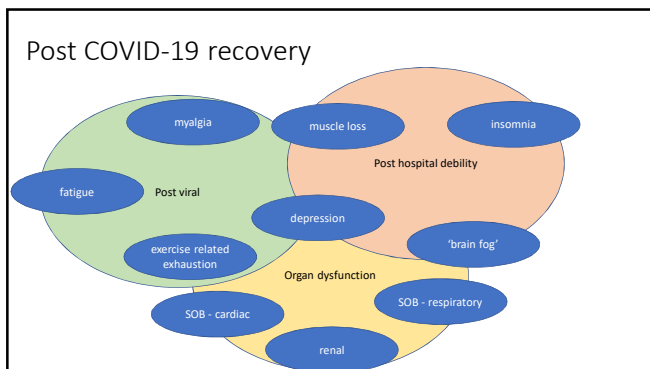 Post COVID-19 recovery
myalgia
muscle loss
insomnia
Post hospital debility
fatigue
Post viral
depression
exercise related
exhaustion
'brain fog'
Organ dysfunction
SOB - cardiac
SOB - respiratory
renal